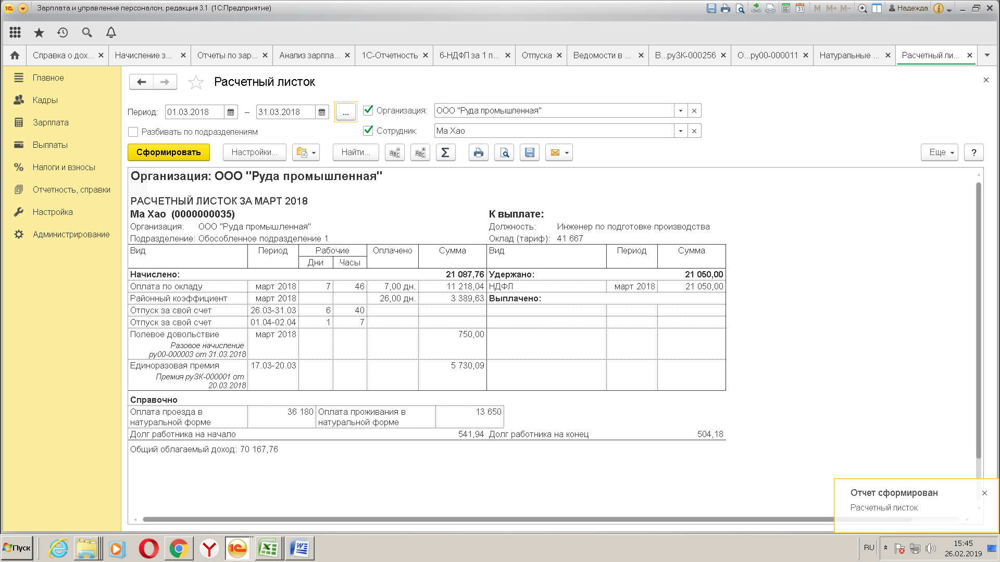 Зарплата и управление персоналом, редакция 3.1 (1С:Предприятие)
M M+ M- Надежда
Справка о дох... Начисление з... Отчеты по зар... Анализ зарпла... 1С-Отчетность 6-НДФЛ за 1 п... Отпуска Ведомости в ... В...руЗК-000256 О...ру00-000011 Натуральные ... Расчетный ли...
Главное
Кадры
Зарплата
Выплаты
Налоги и взносы
Отчетность, справки
Настройка
Администрирование
Расчетный листок
Период: 01.03.2018 – 31.03.2018 ... Организация: ООО "Руда промышленная"
Разбивать по подразделениям Сотрудник: Ма Хао
Сформировать Настройки... Найти... Еще ?
Организация: ООО "Руда промышленная"
РАСЧЕТНЫЙ ЛИСТОК ЗА МАРТ 2018
Ма Хао (0000000035) К выплате:
Организация: ООО "Руда промышленная" Должность: Инженер по подготовке производства
Подразделение: Обособленное подразделение 1 Оклад (тариф): 41 667
Вид Период Рабочие Оплачено Сумма Вид Период Сумма
Дни Часы
Начислено: 21 087,76 Удержано: 21 050,00
Оплата по окладу март 2018 7 46 7,00 дн. 11 218,04 НДФЛ март 2018 21 050,00
Районный коэффициент март 2018 26,00 дн. 3 389,63 Выплачено:
Отпуск за свой счет 26.03-31.03 6 40
Отпуск за свой счет 01.04-02.04 1 7
Полевое довольствие март 2018 750,00
Разовое начисление
ру00-000003 от 31.03.2018
Единоразовая премия 17.03-20.03 5 730,09
Премия руЗК-000001 от
20.03.2018
Справочно
Оплата проезда в 36 180 Оплата проживания в 13 650
натуральной форме натуральной форме
Долг работника на начало 541,94 Долг работника на конец 504,18
Общий облагаемый доход: 70 167,76
Отчет сформирован
Расчетный листок
Пуск RU 15:45
26.02.2019